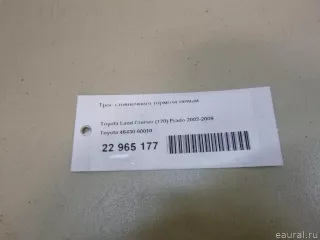 Трос стояночного тормоза левый
Toyota Land Cruiser (120) Prado 2002-2009
Toyota 46430-60010
22 965 177
eaural.ru